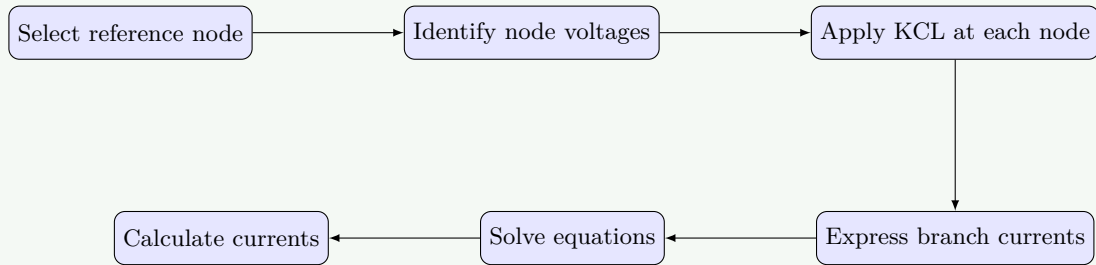 Select reference node
Identify node voltages
Apply KCL at each node
Express branch currents
Solve equations
Calculate currents